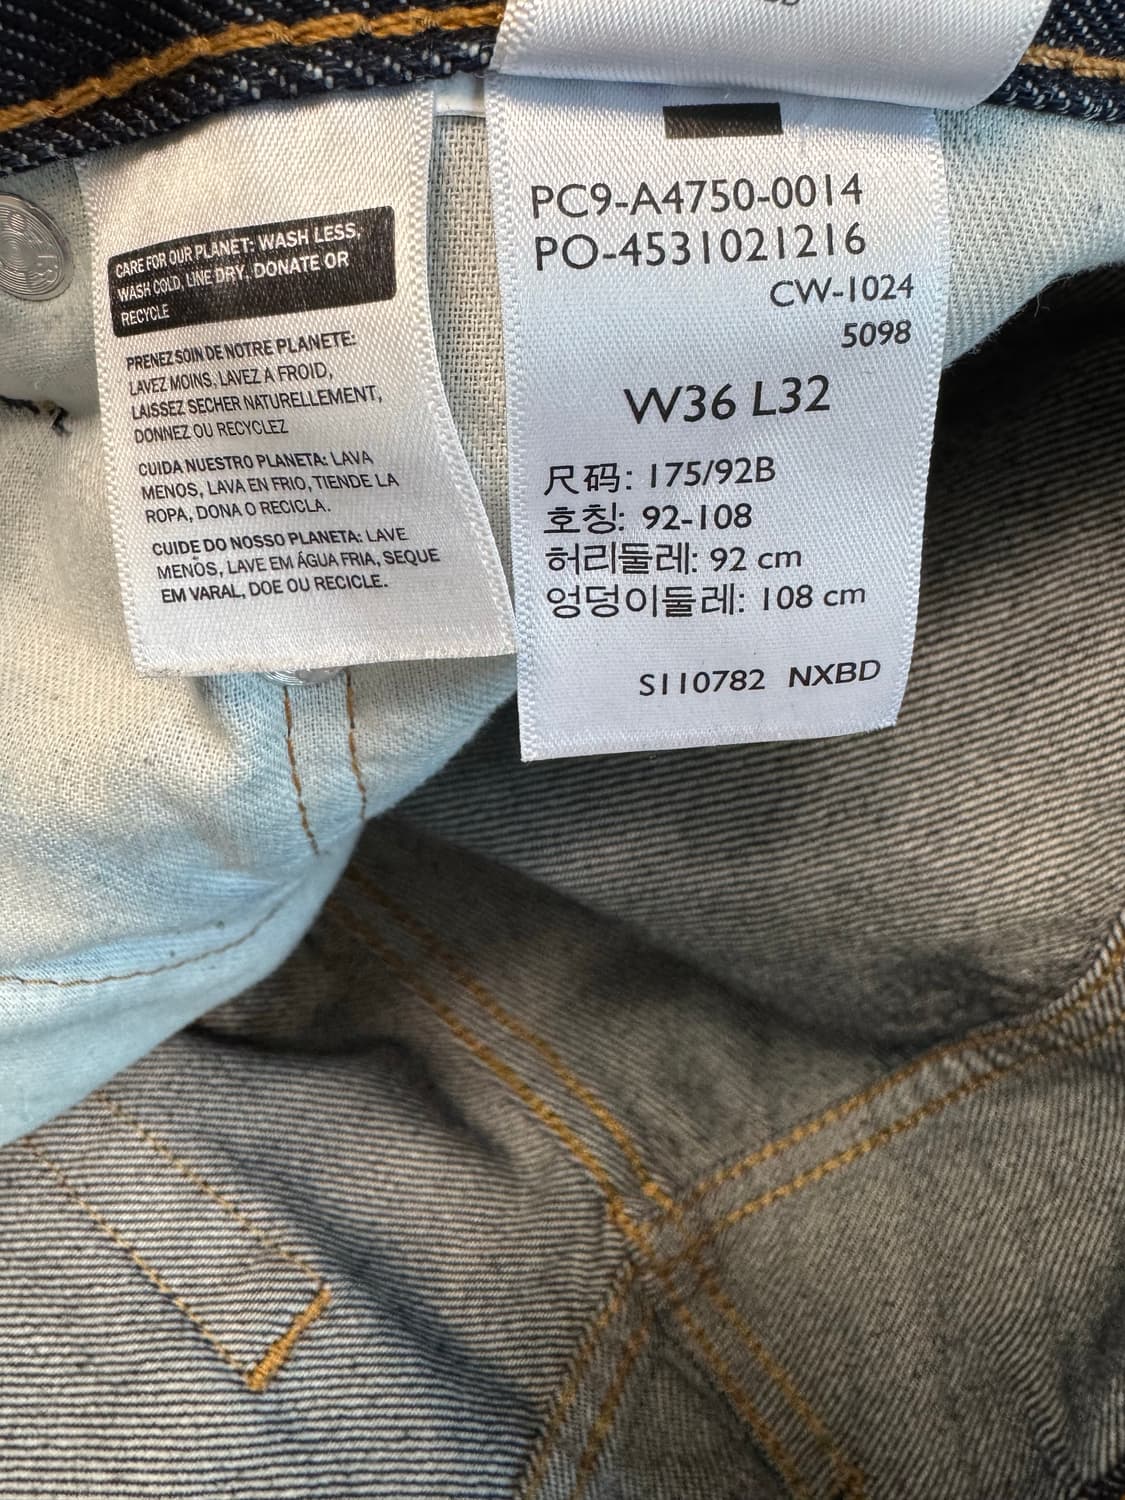 CARE FOR OUR PLANET: WASH LESS,
WASH COLD, LINE DRY, DONATE OR
RECYCLE
PRENEZ SOIN DE NOTRE PLANETE:
LAVEZ MOINS, LAVEZ A FROID,
LAISSEZ SECHER NATURELLEMENT,
DONNEZ OU RECYCLEZ
CUIDA NUESTRO PLANETA: LAVA
MENOS, LAVA EN FRIO, TIENDE LA
ROPA, DONA O RECICLA.
CUIDE DO NOSSO PLANETA: LAVE
MENOS, LAVE EM ÁGUA FRIA, SEQUE
EM VARAL, DOE OU RECICLE.
PC9-A4750-0014
PO-4531021216
CW-1024
5098
W36 L32
尺码: 175/92B
호칭: 92-108
허리둘레: 92 cm
엉덩이둘레: 108 cm
S110782 NXBD